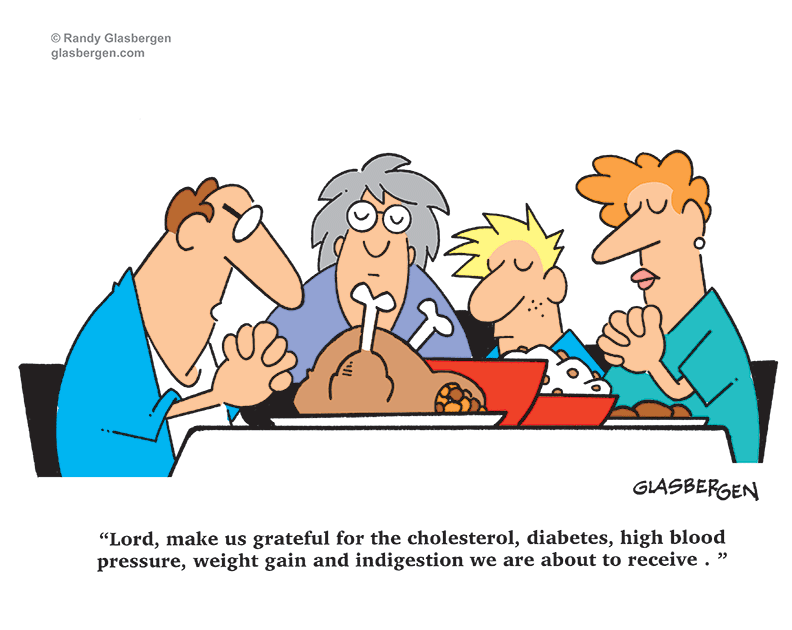 © Randy Glasbergen
glasbergen.com
GLASBERGEN
“Lord, make us grateful for the cholesterol, diabetes, high blood
pressure, weight gain and indigestion we are about to receive . ”